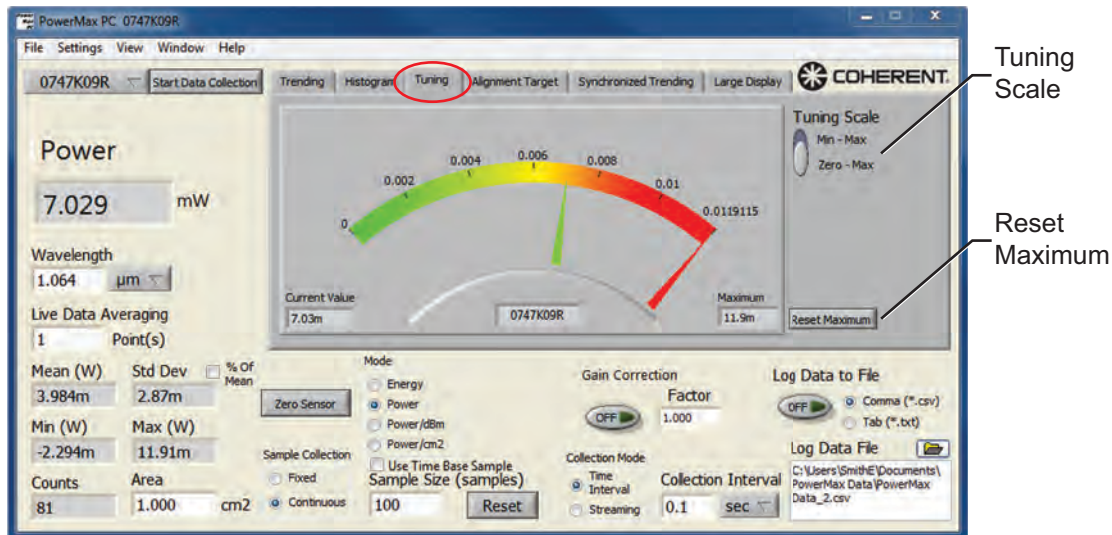 PowerMax PC 0747K09R
File Settings View Window Help
0747K09R Start Data Collection Trending Histogram Tuning Alignment Target Synchronized Trending Large Display COHERENT.
Tuning
Scale
Tuning Scale
Min - Max
Zero - Max
Power
7.029 mW
0 0.002 0.004 0.006 0.008 0.01 0.0119115
Reset
Maximum
Wavelength
1.064 µm
Current Value
7.03m
0747K09R
Maximum
11.9m
Reset Maximum
Live Data Averaging
1 Point(s)
Mean (W) Std Dev % Of Mean
3.984m 2.87m
Min (W) Max (W)
-2.294m 11.91m
Counts Area
81 1.000 cm2
Zero Sensor
Mode
Energy
Power
Power/dBm
Power/cm2
Use Time Base Sample
Sample Collection
Fixed
Continuous
Sample Size (samples)
100 Reset
Gain Correction
OFF
Factor
1.000
Collection Mode
Time
Interval
Streaming
Collection Interval
0.1 sec
Log Data to File
OFF
Comma (*.csv)
Tab (*.txt)
Log Data File
C:\Users\SmithE\Documents\
PowerMax Data\PowerMax
Data_2.csv